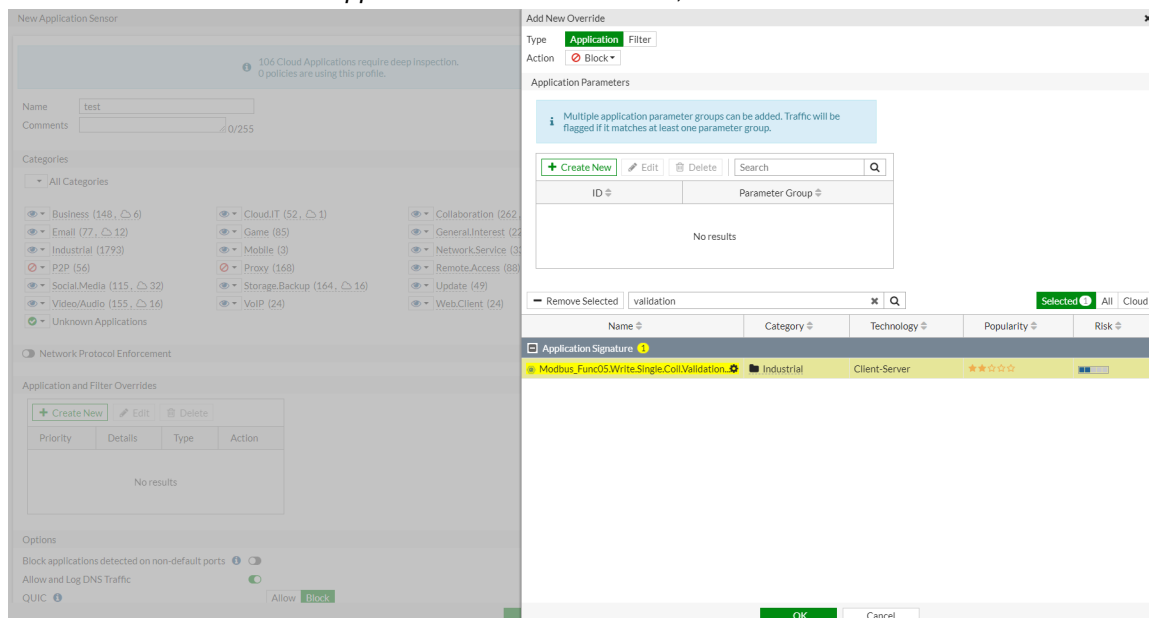 New Application Sensor
106 Cloud Applications require deep inspection.
0 policies are using this profile.
Name test
Comments 0/255
Categories
All Categories
Business (148, 6) Cloud.IT (52, 1) Collaboration (262,
Email (77, 12) Game (85) General.Interest (22
Industrial (1793) Mobile (3) Network.Service (33
P2P (56) Proxy (168) Remote.Access (88)
Social.Media (115, 32) Storage.Backup (164, 16) Update (49)
Video/Audio (155, 16) VoIP (24) Web.Client (24)
Unknown Applications
Network Protocol Enforcement
Application and Filter Overrides
Create New Edit Delete
Priority Details Type Action
No results
Options
Block applications detected on non-default ports
Allow and Log DNS Traffic
QUIC Allow Block
Add New Override
Type Application Filter
Action Block
Application Parameters
Multiple application parameter groups can be added. Traffic will be
flagged if it matches at least one parameter group.
Create New Edit Delete Search
ID Parameter Group
No results
Remove Selected validation Selected 1 All Cloud
Name Category Technology Popularity Risk
Application Signature 1
Modbus_Func05.Write.Single.Coil.Validation.. Industrial Client-Server
OK Cancel